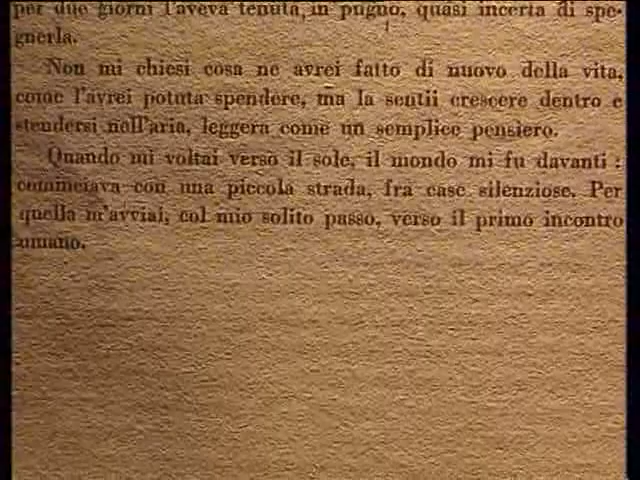 per due giorni l'aveva tenuta in pugno, quasi incerta di spe-
gnerla.
Non mi chiesi cosa ne avrei fatto di nuovo della vita,
come l'avrei potuta spendere, ma la sentii crescere dentro e
stendersi nell'aria, leggera come un semplice pensiero.
Quando mi voltai verso il sole, il mondo mi fu davanti :
cominciava con una piccola strada, fra case silenziose. Per
quella m'avviai, col mio solito passo, verso il primo incontro
umano.